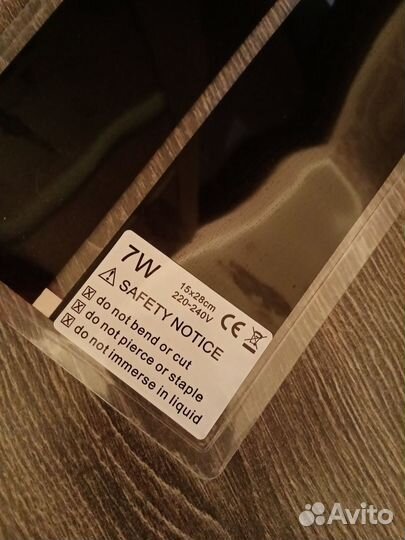 7W
15x28cm
220-240V
SAFETY NOTICE
do not bend or cut
do not pierce or staple
do not immerse in liquid
CE
Avito